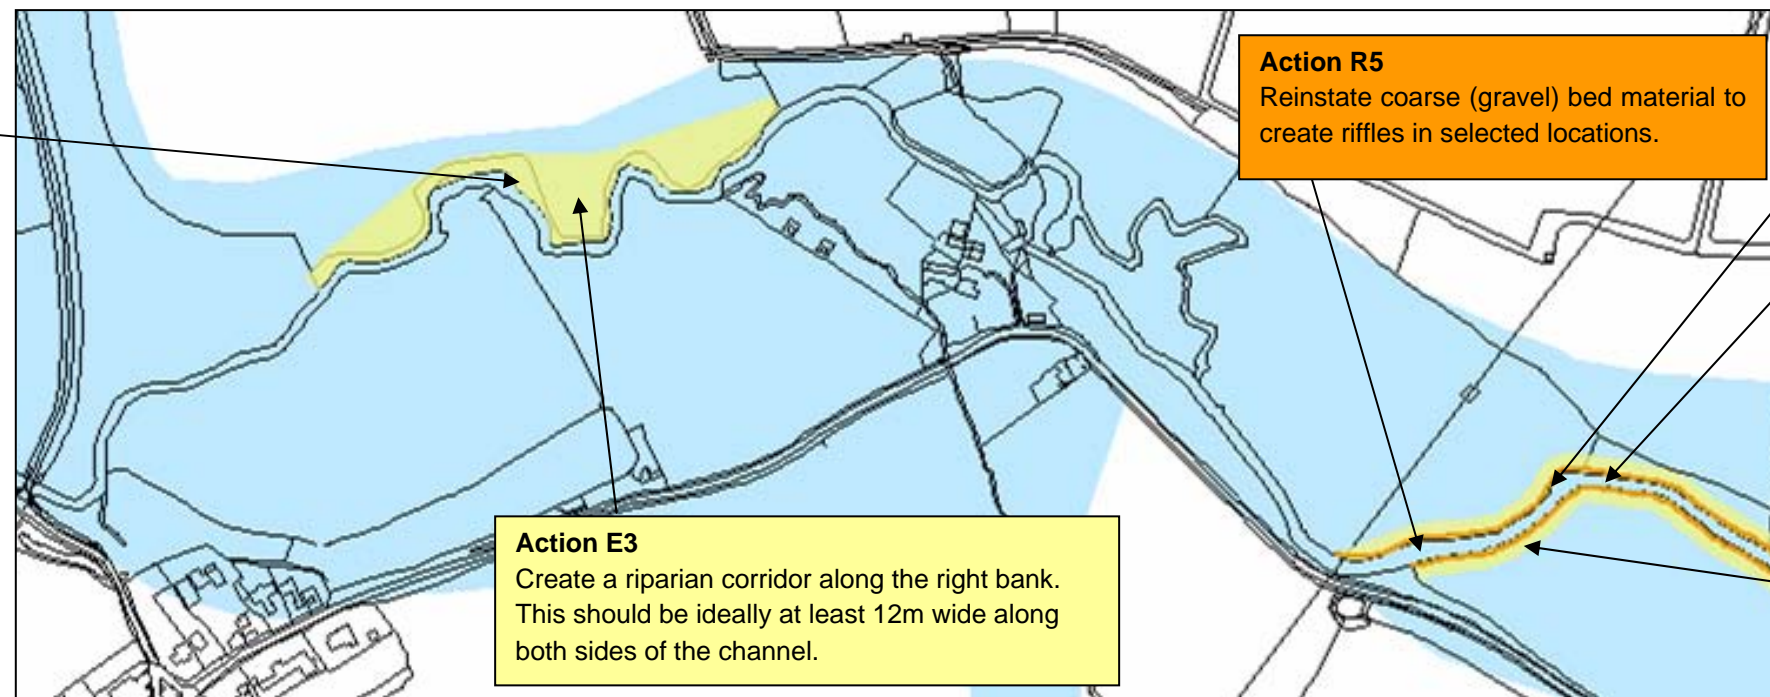 Action R5
Reinstate coarse (gravel) bed material to
create riffles in selected locations.
Action E3
Create a riparian corridor along the right bank.
This should be ideally at least 12m wide along
both sides of the channel.